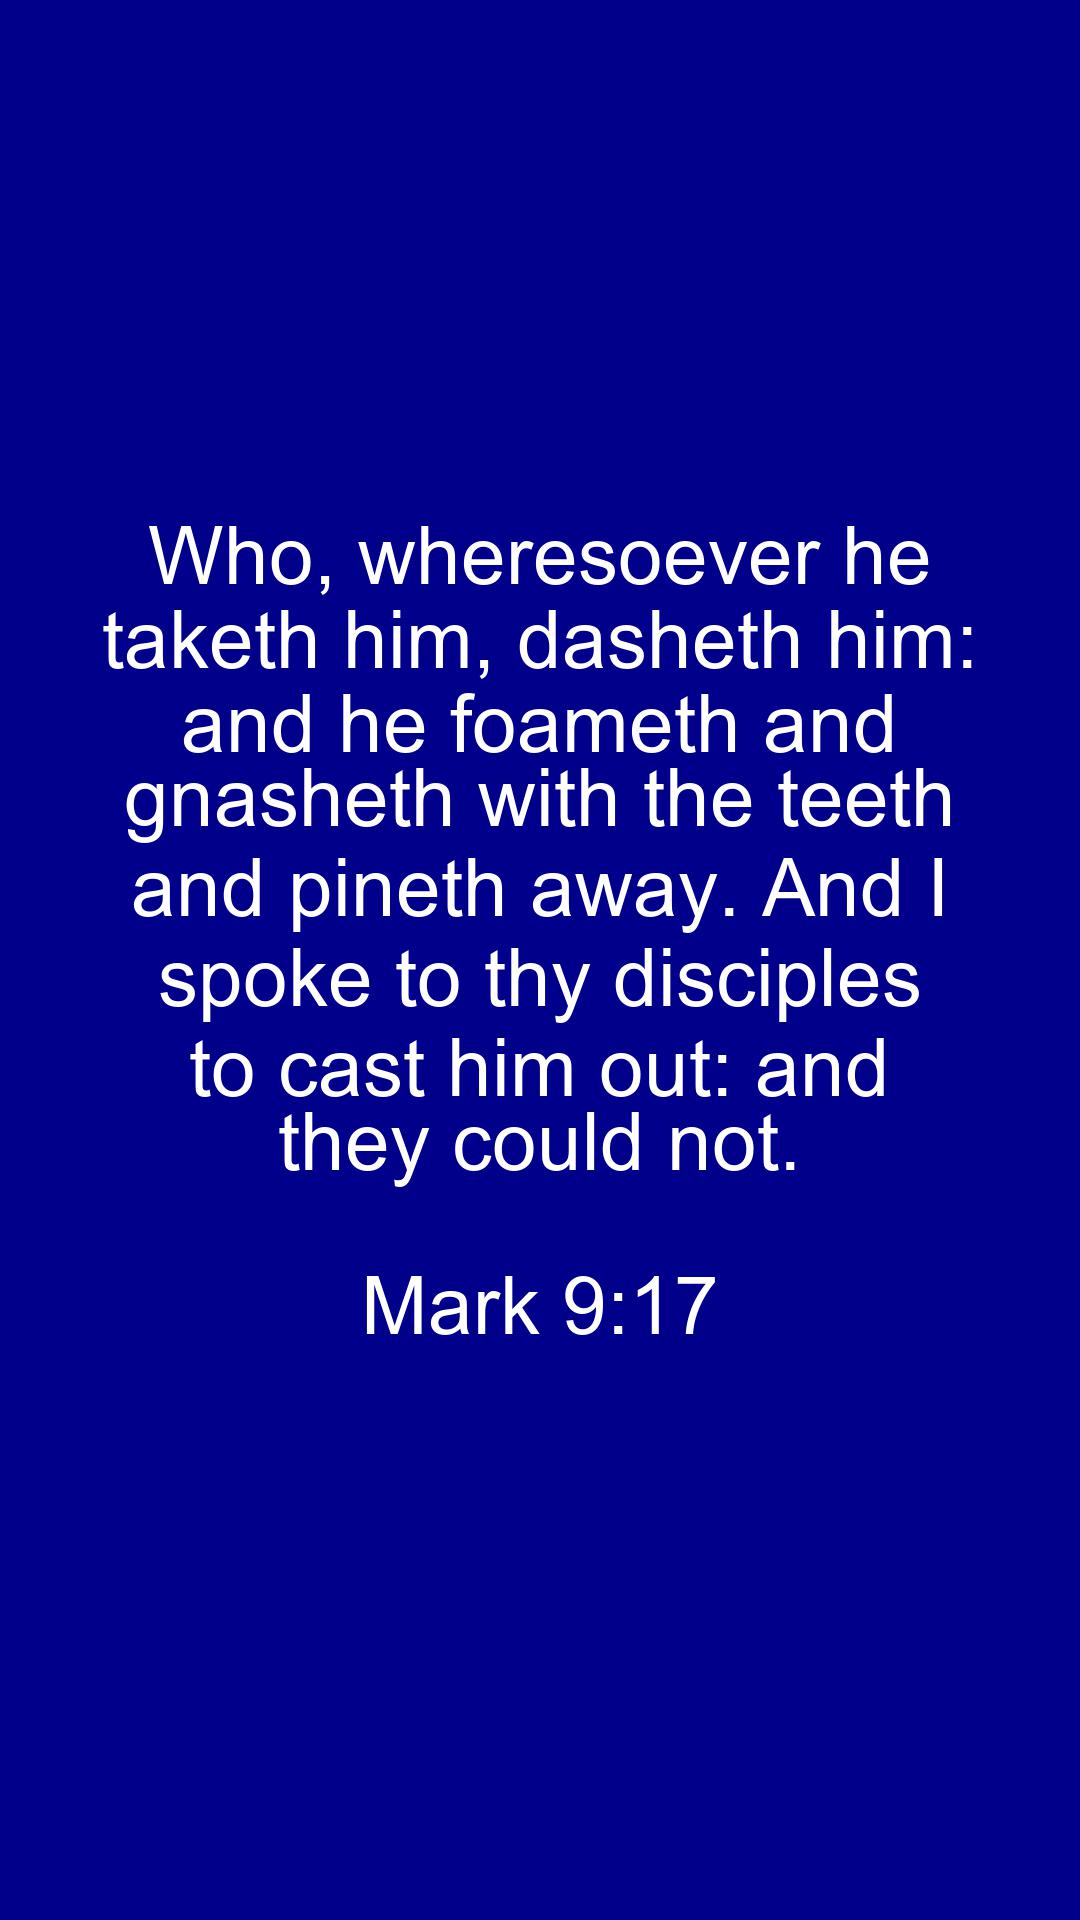 Who, wheresoever he
taketh him, dasheth him:
and he foameth and
gnasheth with the teeth
and pineth away. And I
spoke to thy disciples
to cast him out: and
they could not.
Mark 9:17